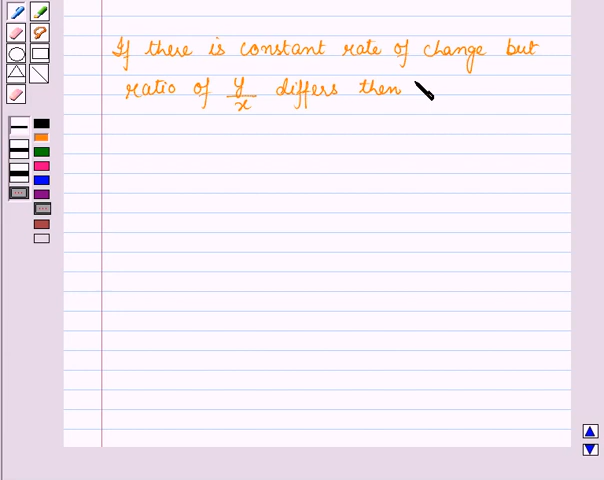 If there is constant rate of change but
ratio of y/x differs then